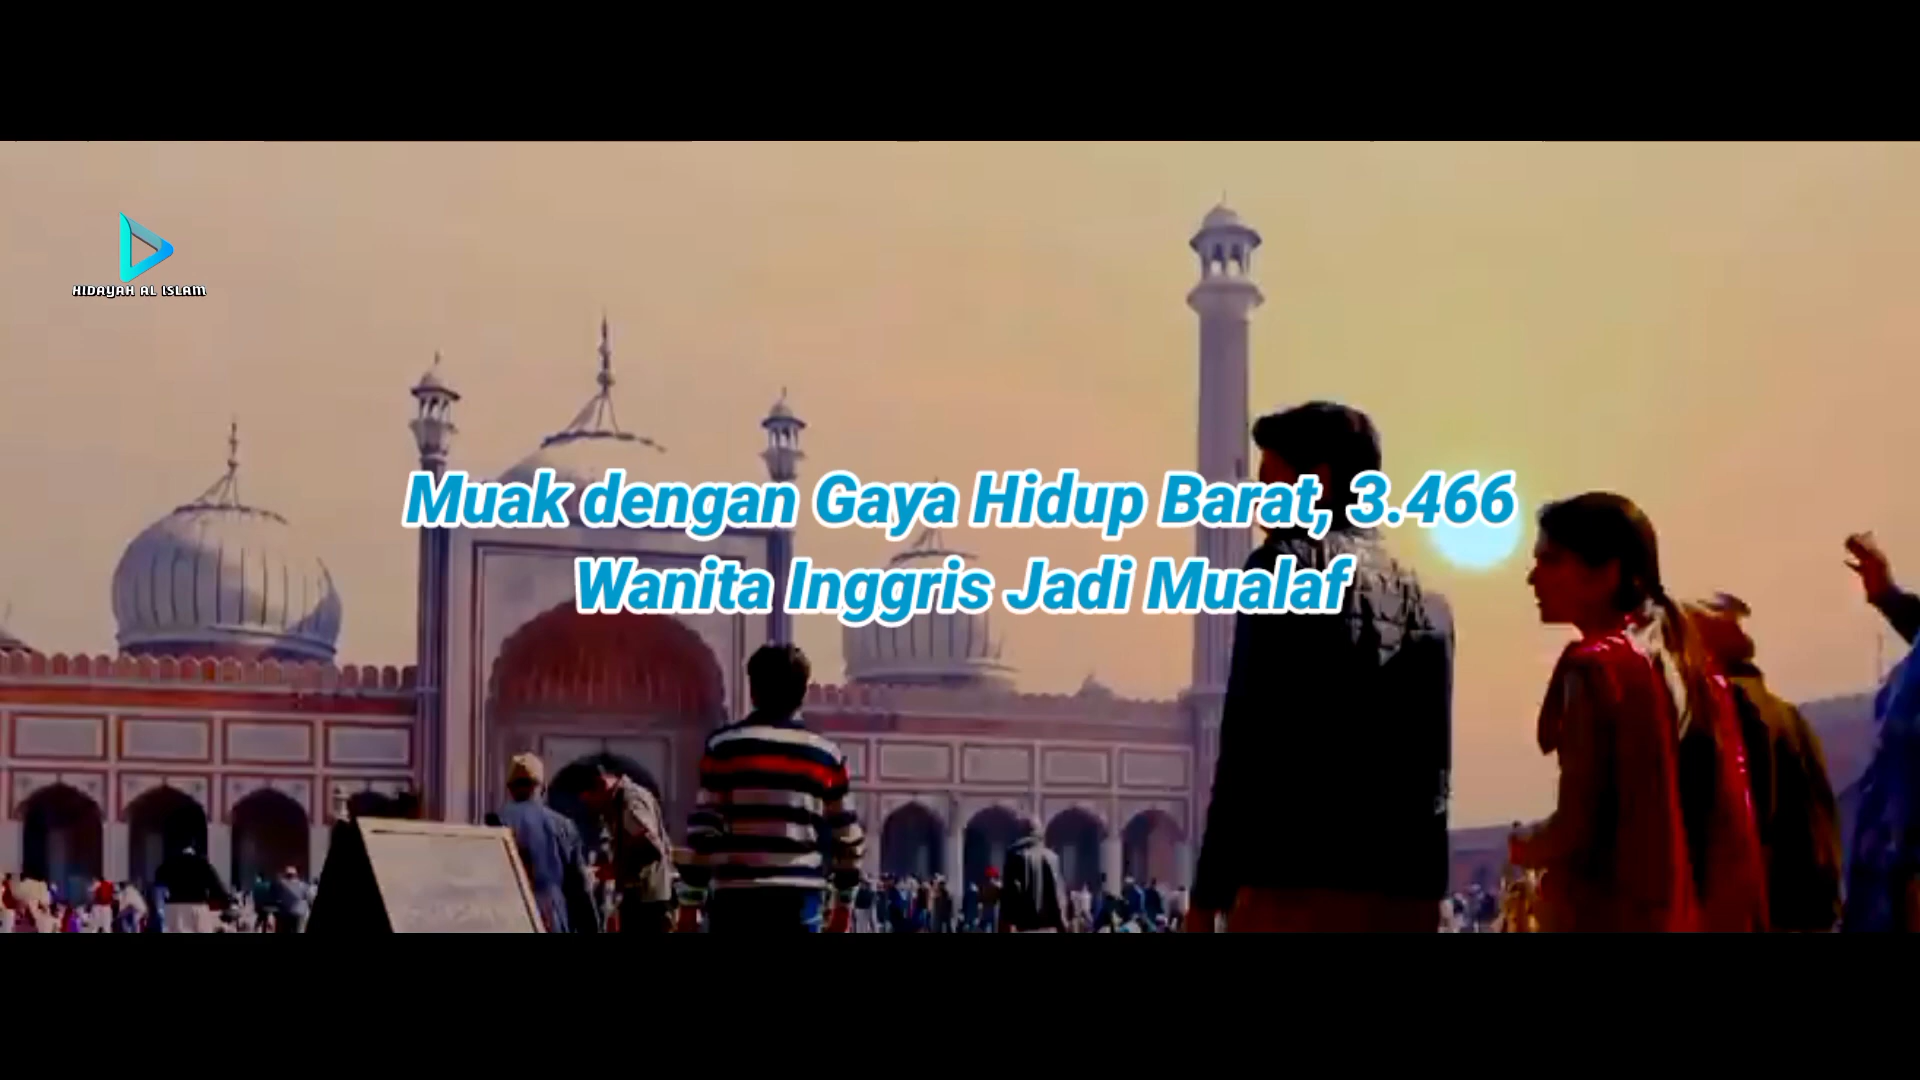 HIDAYAH AL ISLAM
Muak dengan Gaya Hidup Barat, 3.466
Wanita Inggris Jadi Mualaf